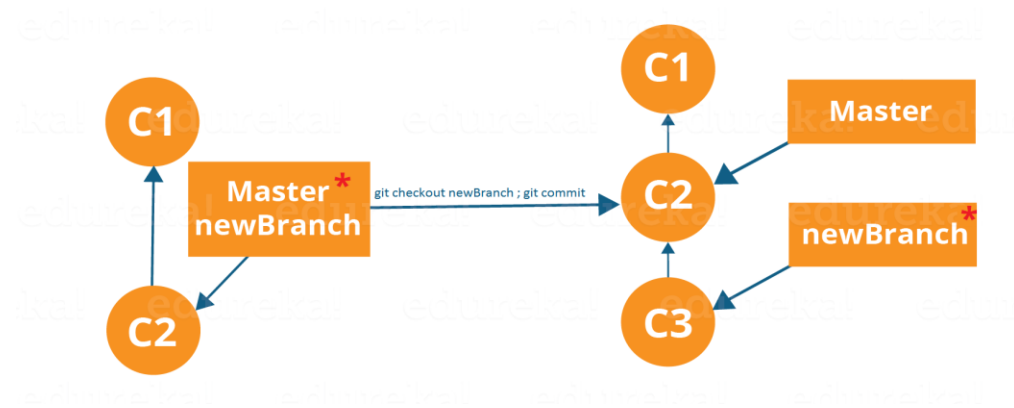 C1
Master*
newBranch
C2
git checkout newBranch ; git commit
C1
Master
C2
newBranch*
C3
edureka!